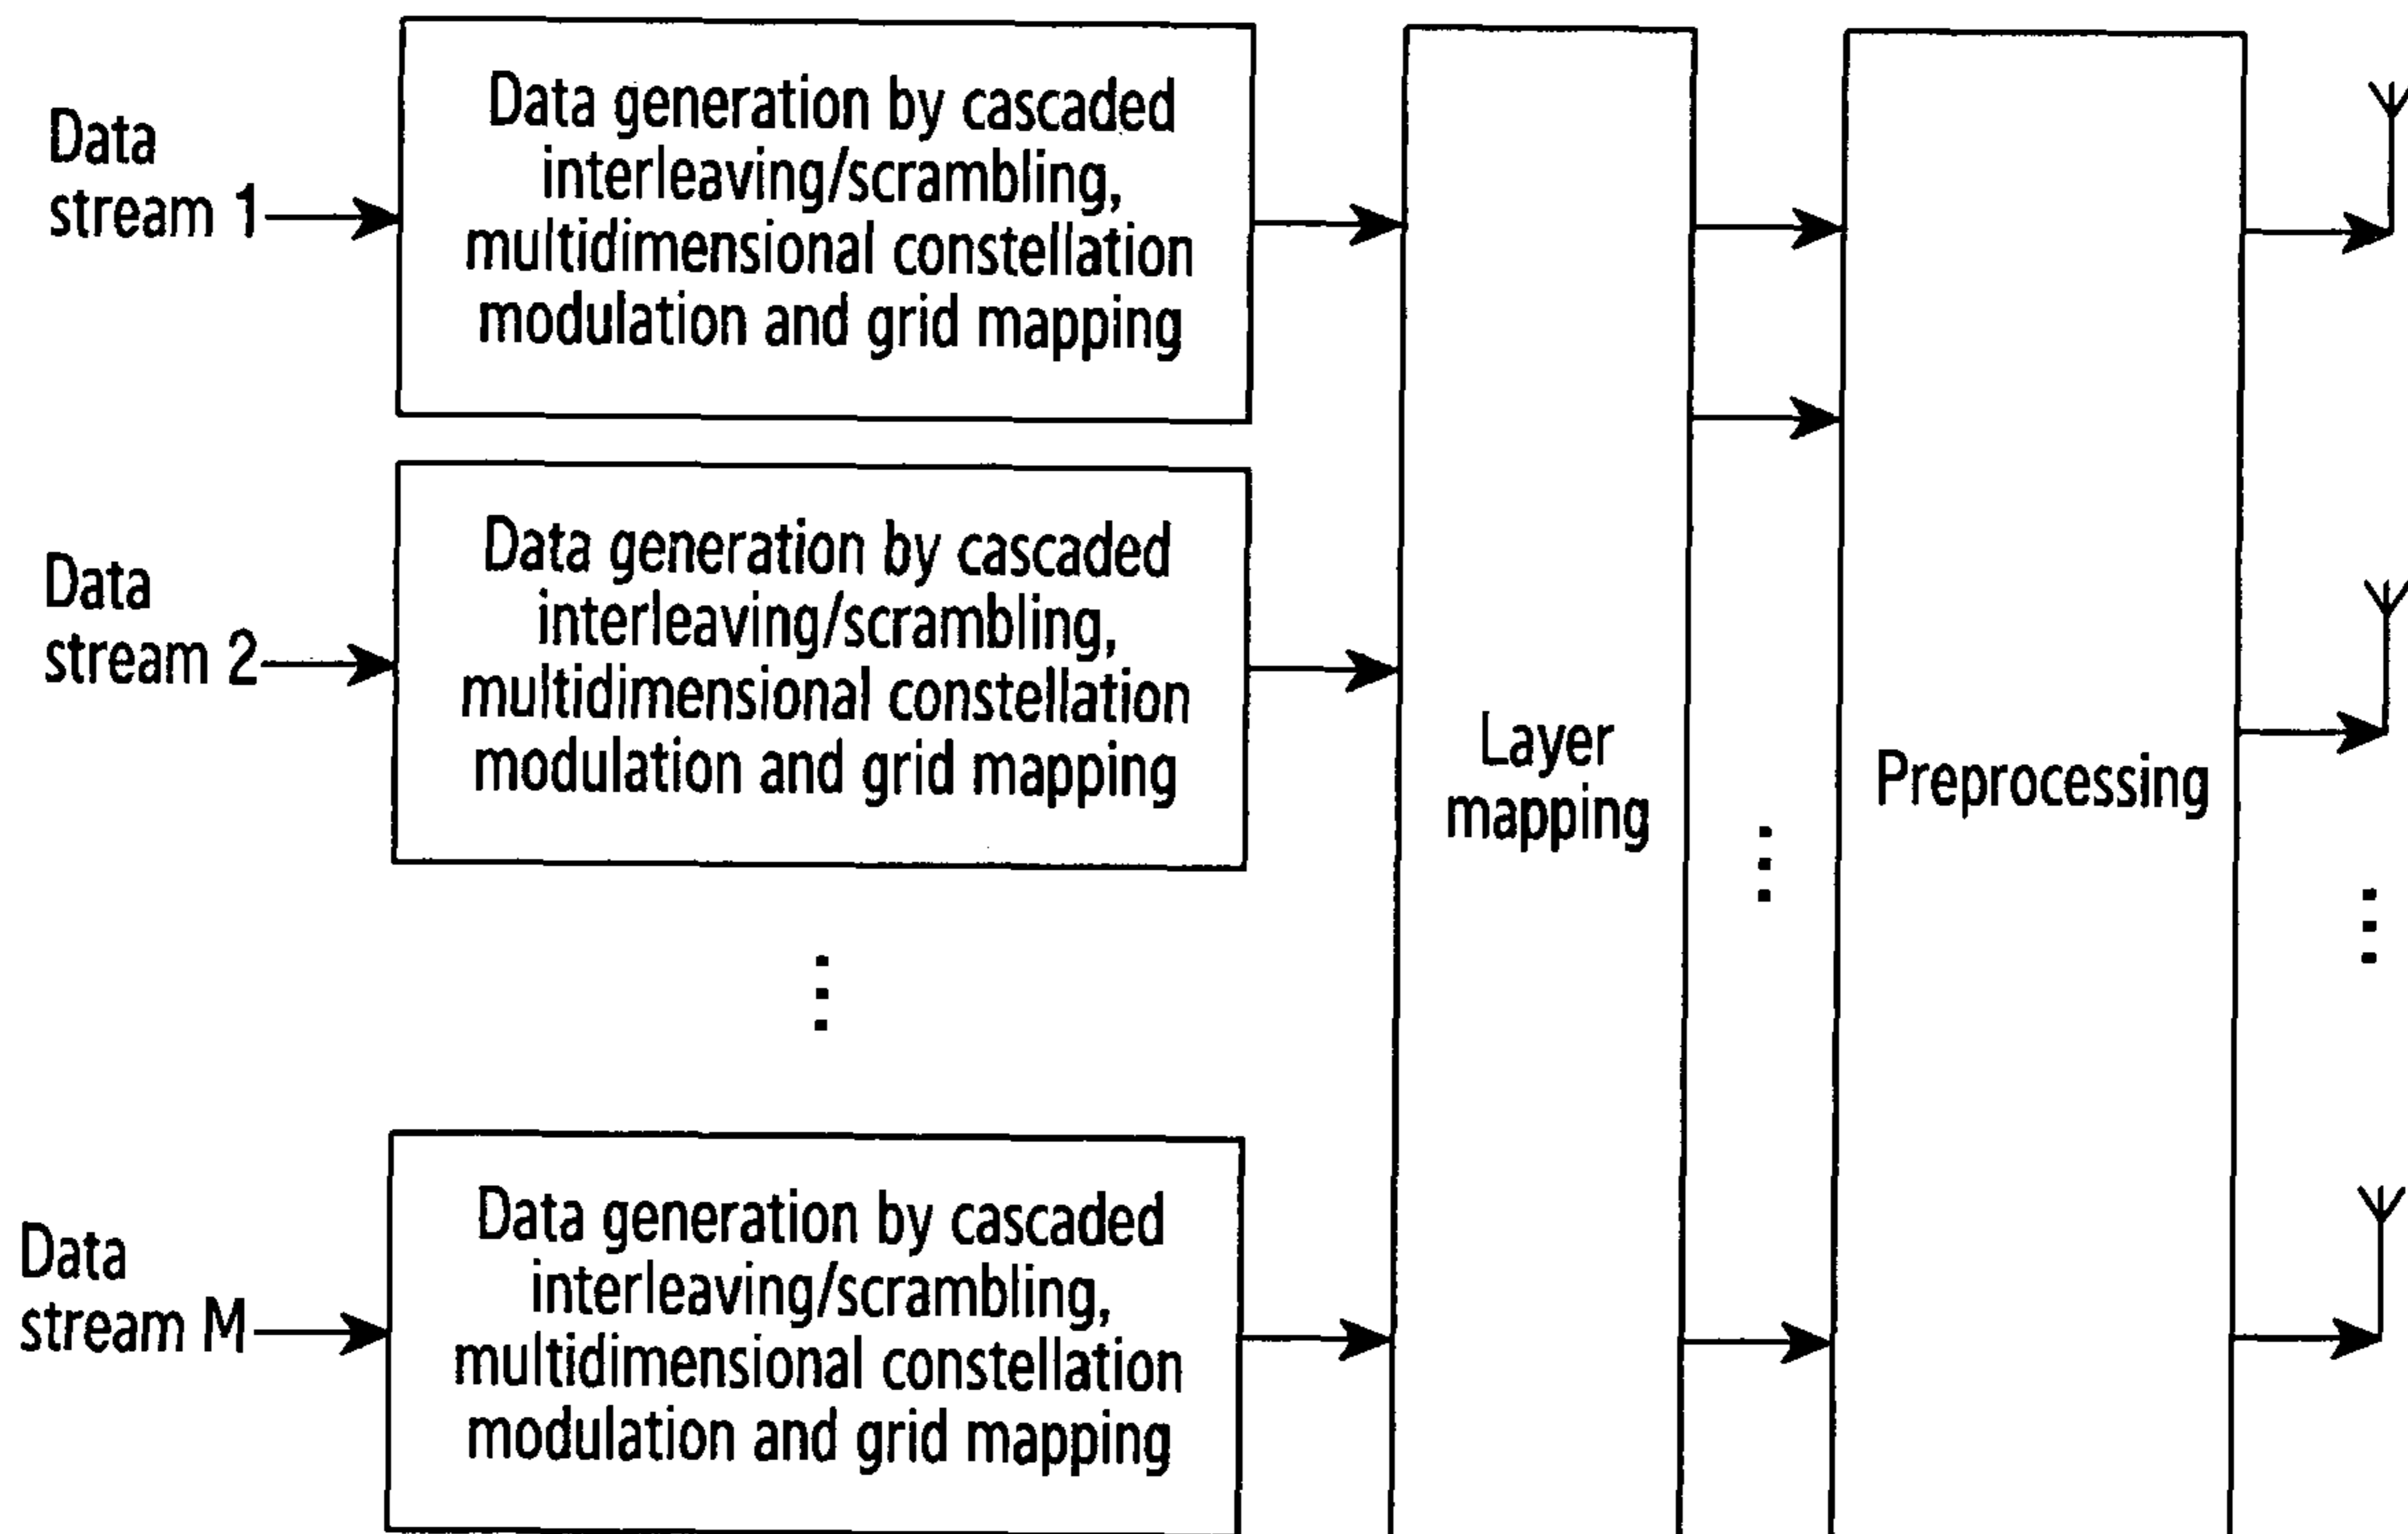 Data
stream 1
Data generation by cascaded
interleaving/scrambling,
multidimensional constellation
modulation and grid mapping
Data
stream 2
Data generation by cascaded
interleaving/scrambling,
multidimensional constellation
modulation and grid mapping
Data
stream M
Data generation by cascaded
interleaving/scrambling,
multidimensional constellation
modulation and grid mapping
Layer
mapping
Preprocessing